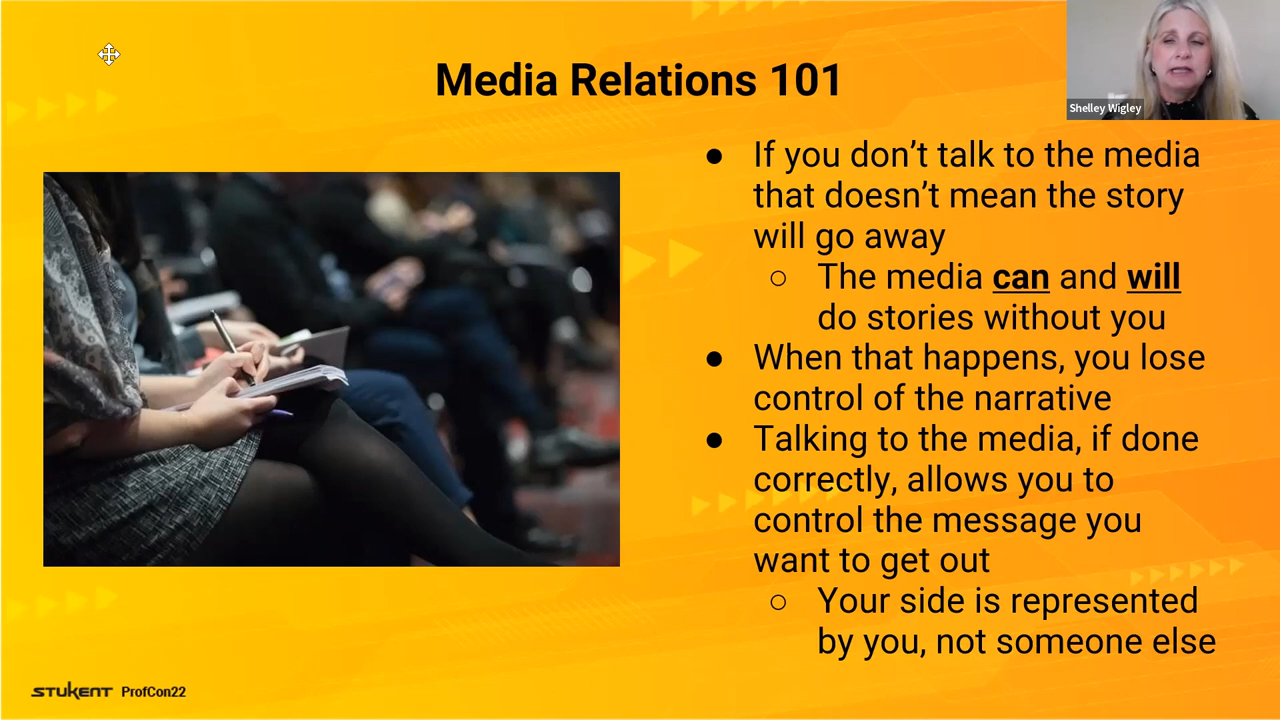 Media Relations 101
Shelley Wigley
● If you don’t talk to the media
that doesn’t mean the story
will go away
○ The media can and will
do stories without you
● When that happens, you lose
control of the narrative
● Talking to the media, if done
correctly, allows you to
control the message you
want to get out
○ Your side is represented
by you, not someone else
STUKENT ProfCon22